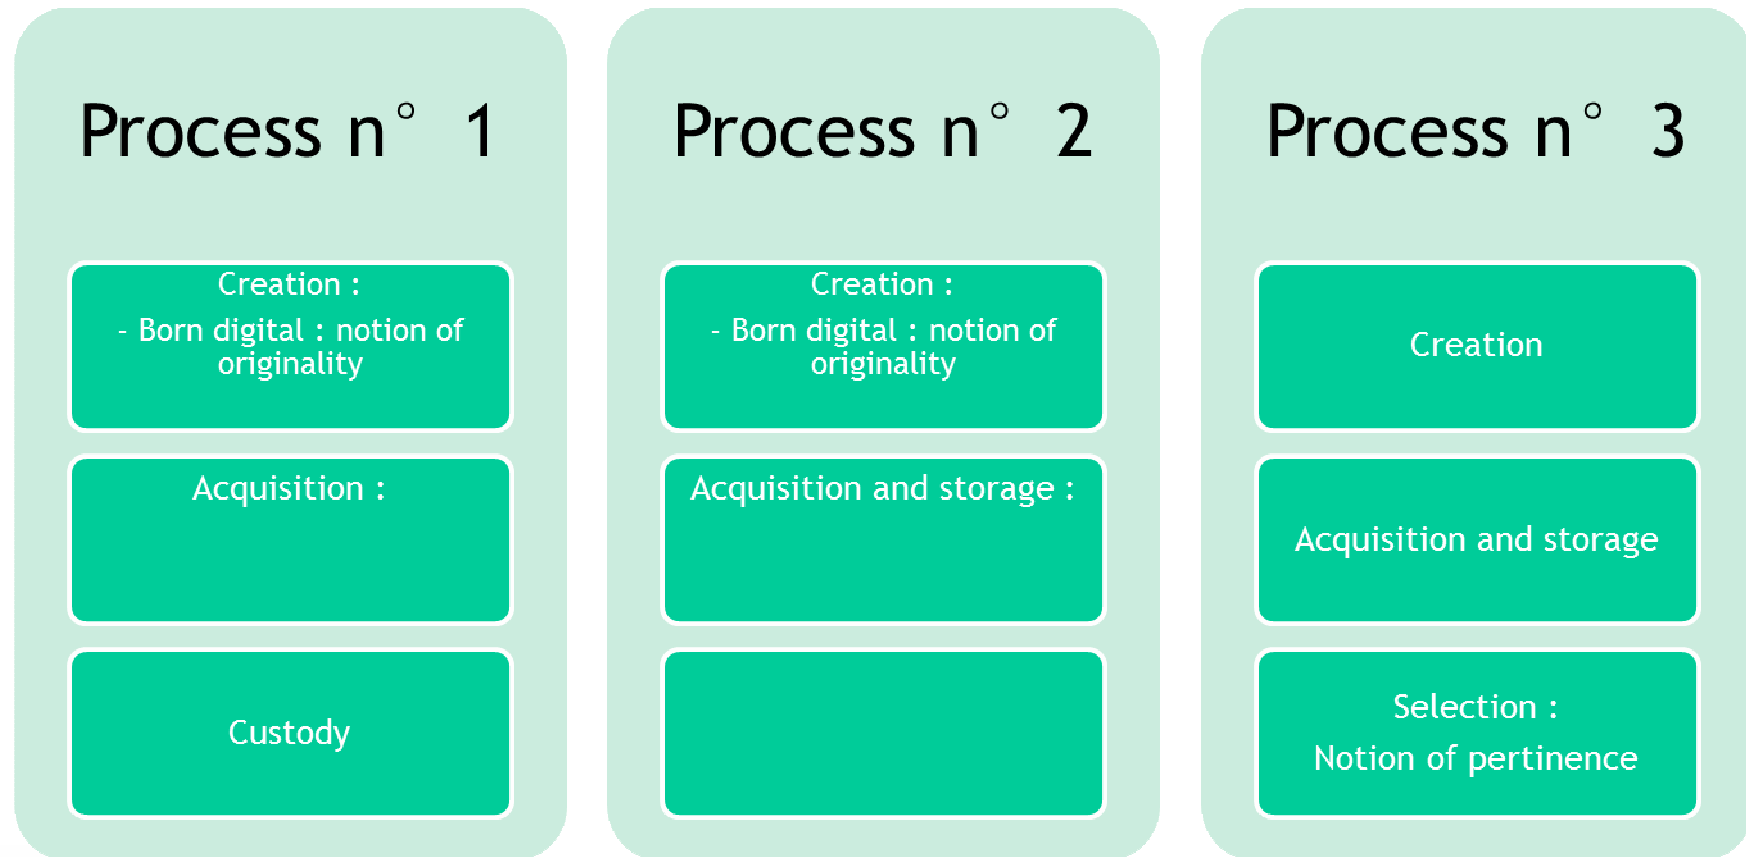 Process n° 1
Creation :
- Born digital : notion of
originality
Acquisition :
Custody
Process n° 2
Creation :
- Born digital : notion of
originality
Acquisition and storage :
Process n° 3
Creation
Acquisition and storage
Selection :
Notion of pertinence